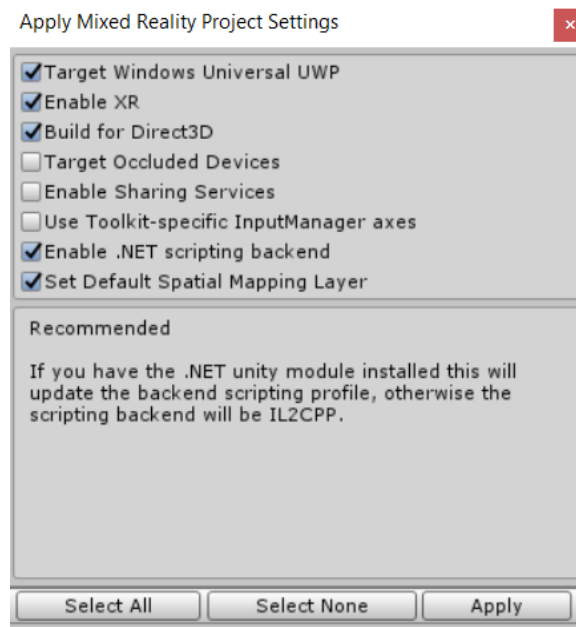 Apply Mixed Reality Project Settings
×
Target Windows Universal UWP
Enable XR
Build for Direct3D
Target Occluded Devices
Enable Sharing Services
Use Toolkit-specific InputManager axes
Enable .NET scripting backend
Set Default Spatial Mapping Layer
Recommended
If you have the .NET unity module installed this will
update the backend scripting profile, otherwise the
scripting backend will be IL2CPP.
Select All
Select None
Apply